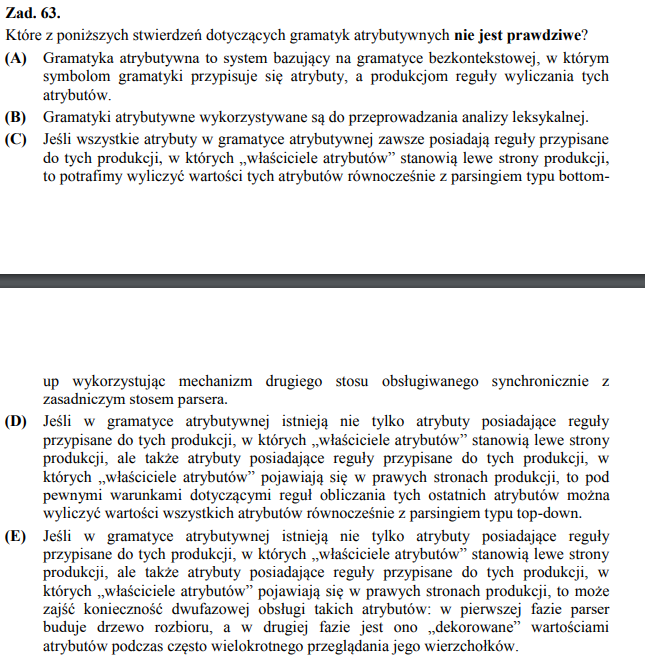 Zad. 63.
Które z poniższych stwierdzeń dotyczących gramatyk atrybutywnych nie jest prawdziwe?
(A) Gramatyka atrybutywna to system bazujący na gramatyce bezkontekstowej, w którym
symbolom gramatyki przypisuje się atrybuty, a produkcjom reguły wyliczania tych
atrybutów.
(B) Gramatyki atrybutywne wykorzystywane są do przeprowadzania analizy leksykalnej.
(C) Jeśli wszystkie atrybuty w gramatyce atrybutywnej zawsze posiadają reguły przypisane
do tych produkcji, w których „właściciele atrybutów” stanowią lewe strony produkcji,
to potrafimy wyliczyć wartości tych atrybutów równocześnie z parsingiem typu bottom-
up wykorzystując mechanizm drugiego stosu obsługiwanego synchronicznie z
zasadniczym stosem parsera.
(D) Jeśli w gramatyce atrybutywnej istnieją nie tylko atrybuty posiadające reguły
przypisane do tych produkcji, w których „właściciele atrybutów” stanowią lewe strony
produkcji, ale także atrybuty posiadające reguły przypisane do tych produkcji, w
których „właściciele atrybutów” pojawiają się w prawych stronach produkcji, to pod
pewnymi warunkami dotyczącymi reguł obliczania tych ostatnich atrybutów można
wyliczyć wartości wszystkich atrybutów równocześnie z parsingiem typu top-down.
(E) Jeśli w gramatyce atrybutywnej istnieją nie tylko atrybuty posiadające reguły
przypisane do tych produkcji, w których „właściciele atrybutów” stanowią lewe strony
produkcji, ale także atrybuty posiadające reguły przypisane do tych produkcji, w
których „właściciele atrybutów” pojawiają się w prawych stronach produkcji, to może
zajść konieczność dwufazowej obsługi takich atrybutów: w pierwszej fazie parser
buduje drzewo rozbioru, a w drugiej fazie jest ono „dekorowane” wartościami
atrybutów podczas często wielokrotnego przeglądania jego wierzchołków.